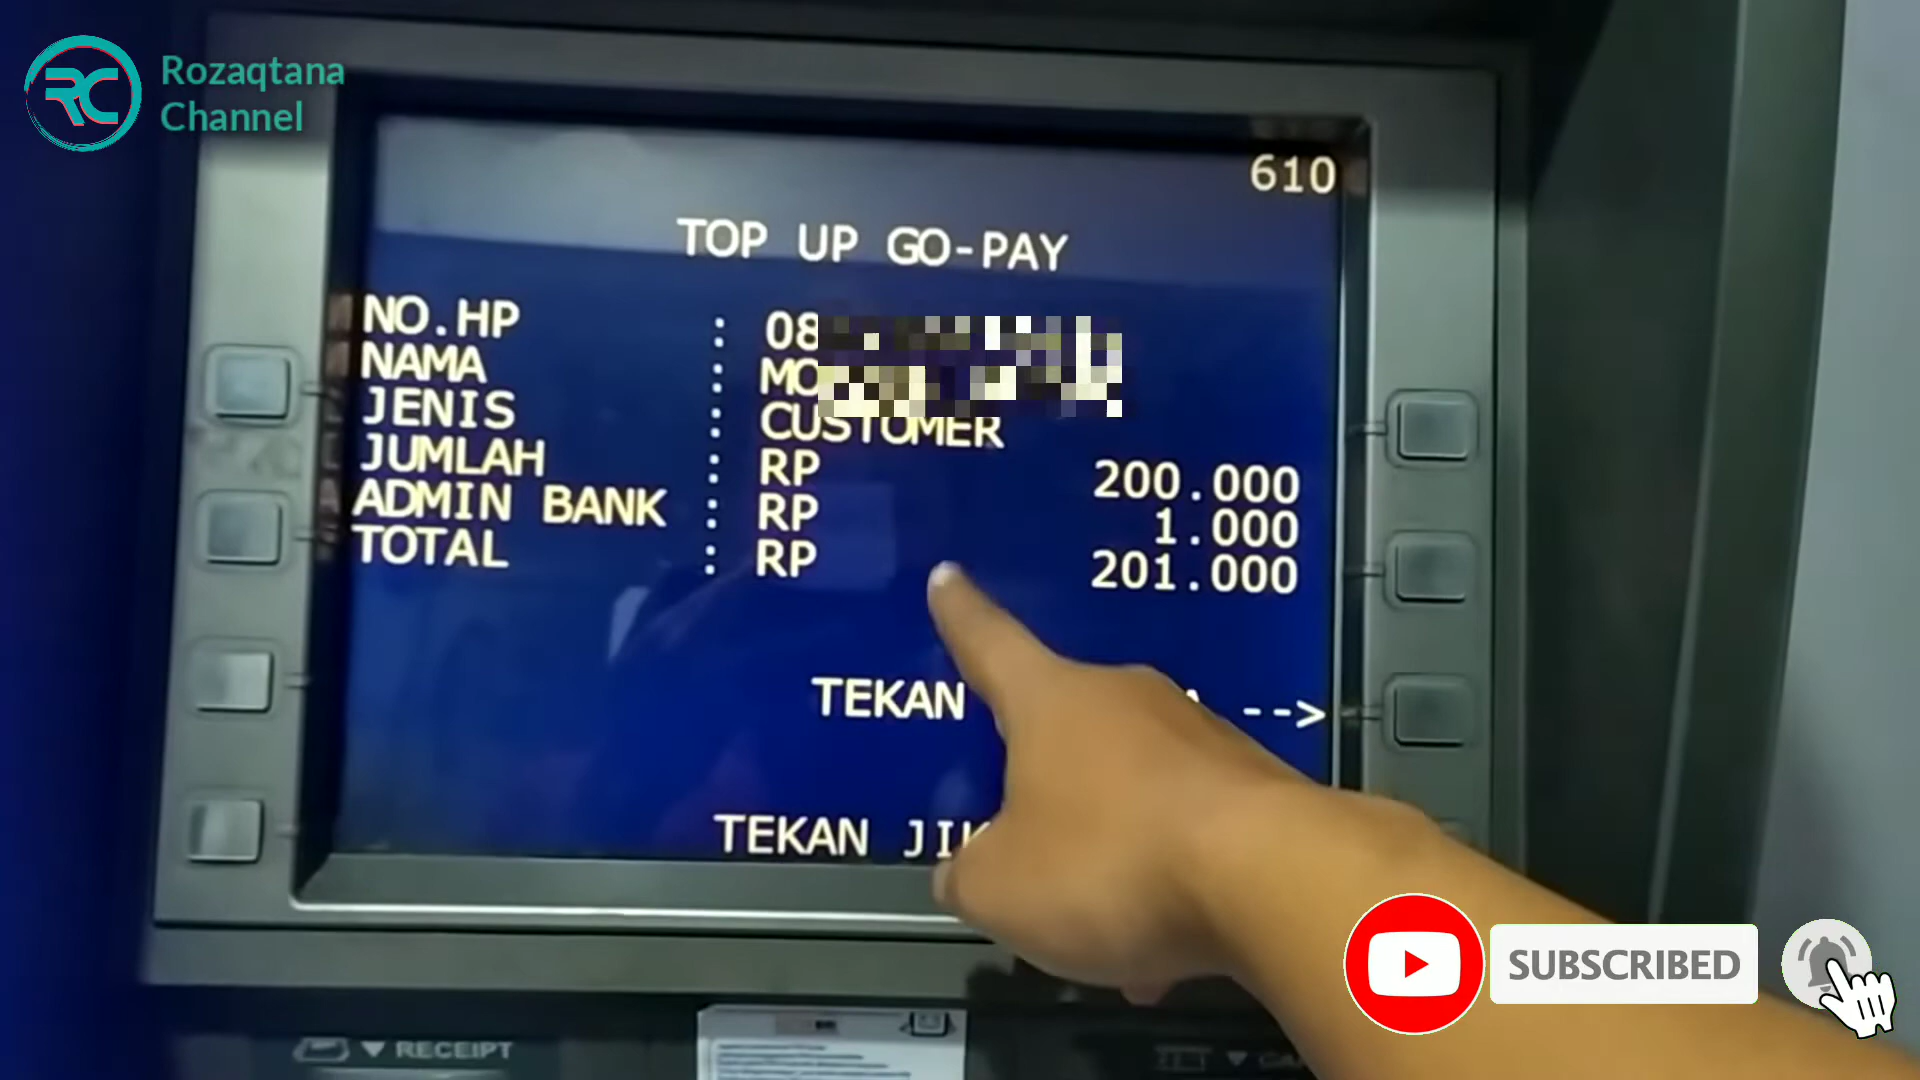 Rozaqtana
Channel
610
TOP UP GO-PAY
NO.HP : 08
NAMA : MO
JENIS : CUSTOMER
JUMLAH : RP 200.000
ADMIN BANK : RP 1.000
TOTAL : RP 201.000
TEKAN -->
TEKAN
SUBSCRIBED
RECEIPT